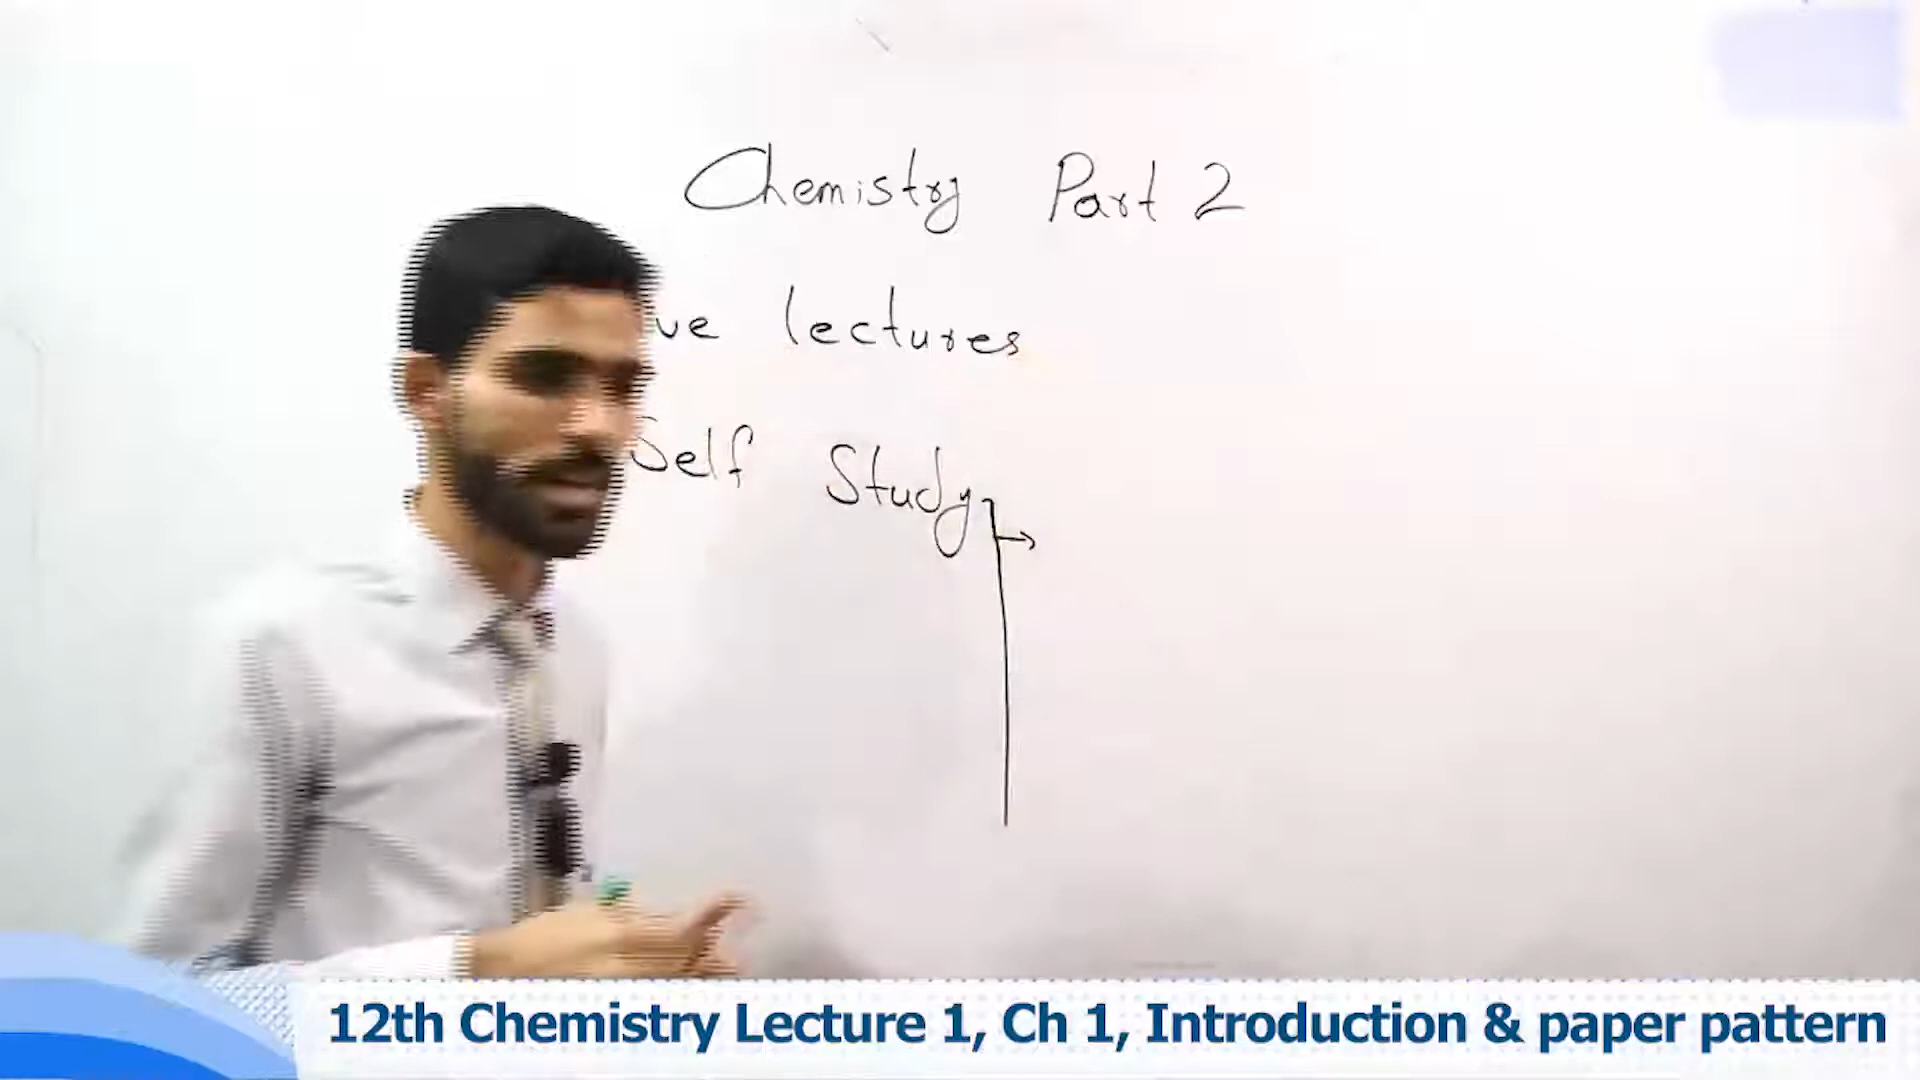 Chemistry Part 2
lectures
Self Study
12th Chemistry Lecture 1, Ch 1, Introduction & paper pattern